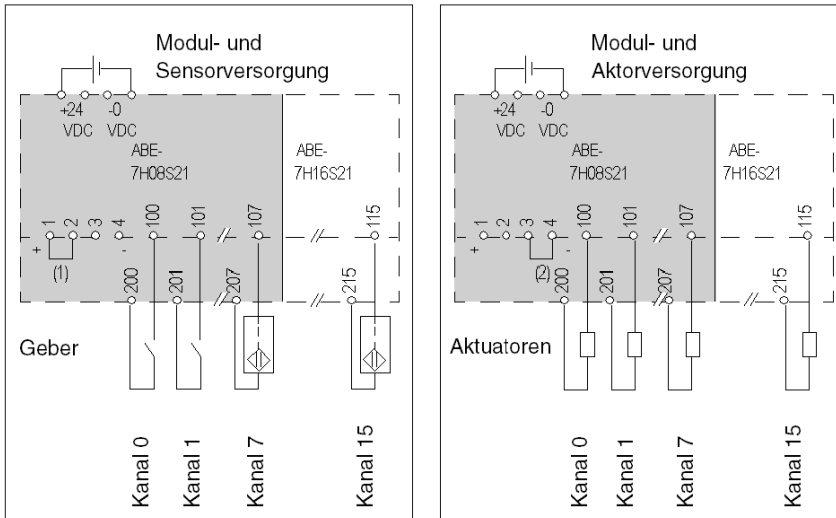 Modul- und
Sensorversorgung
+24 -0
VDC VDC
ABE-
7H08S21
ABE-
7H16S21
1 2 3 4 100 101 107 115
+ -
(1)
200 201 207 215
Geber
Kanal 0
Kanal 1
Kanal 7
Kanal 15
Modul- und
Aktorversorgung
+24 -0
VDC VDC
ABE-
7H08S21
ABE-
7H16S21
1 2 3 4 100 101 107 115
+ -
(2)
200 201 207 215
Aktuatoren
Kanal 0
Kanal 1
Kanal 7
Kanal 15